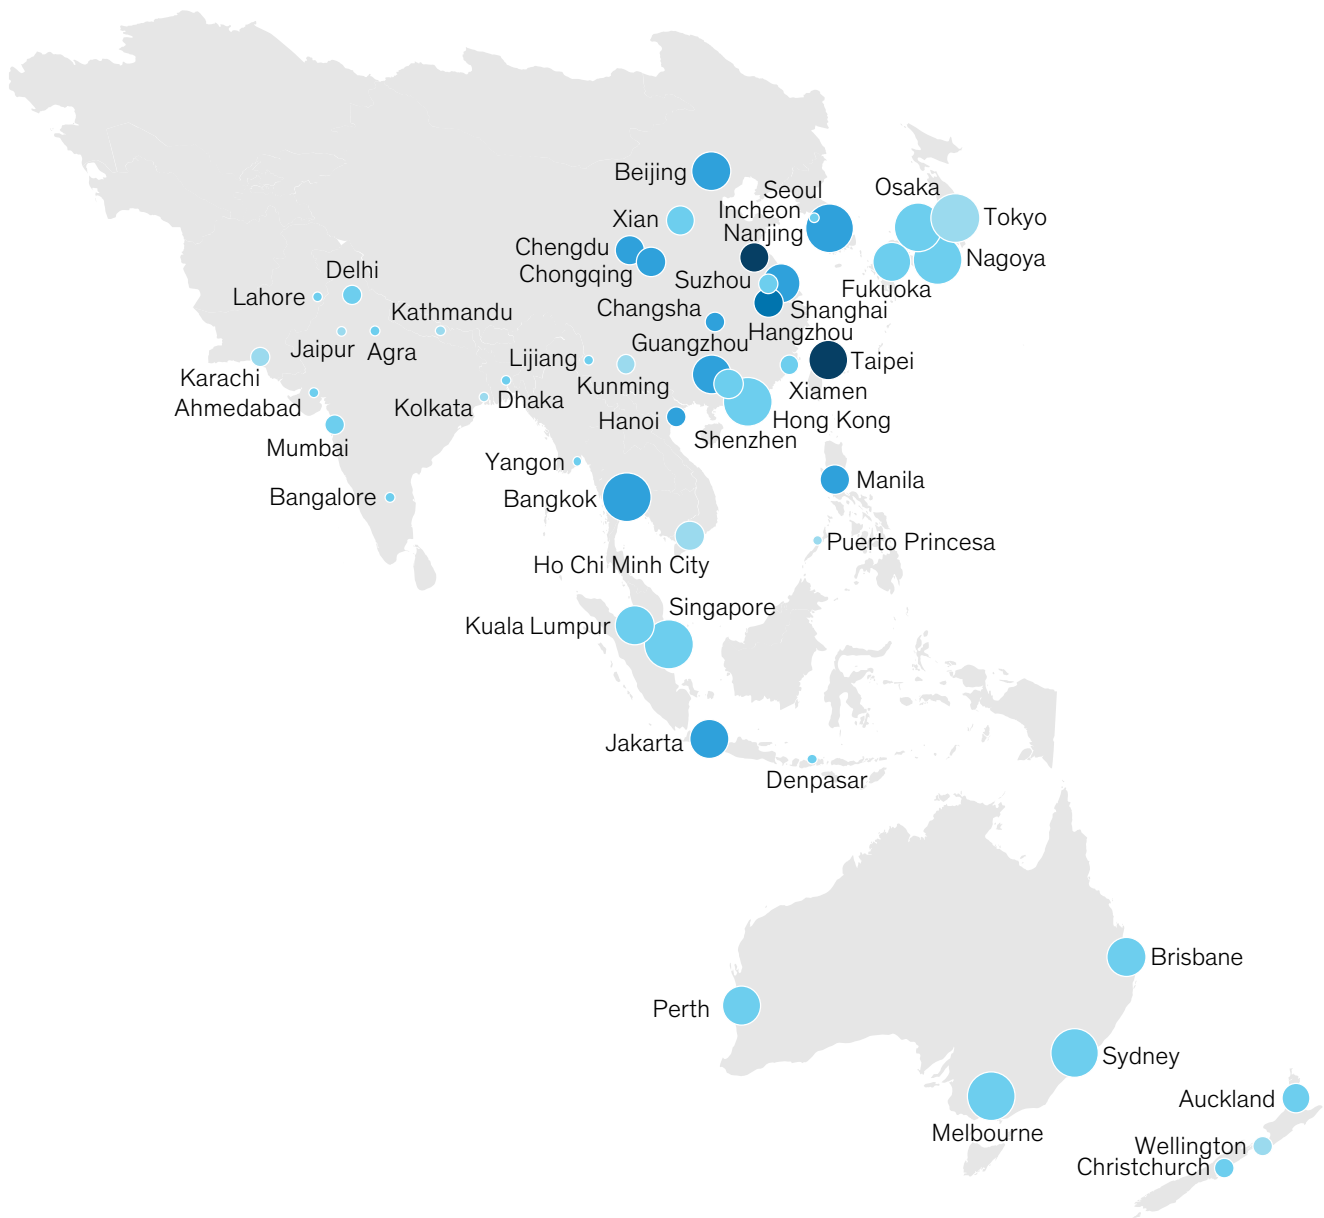 Beijing
Seoul
Osaka
Incheon
Xian
Tokyo
Nanjing
Chengdu
Nagoya
Delhi
Chongqing
Suzhou
Fukuoka
Lahore
Changsha
Shanghai
Kathmandu
Hangzhou
Guangzhou
Jaipur
Agra
Lijiang
Taipei
Karachi
Kunming
Xiamen
Ahmedabad
Kolkata
Dhaka
Hanoi
Hong Kong
Shenzhen
Mumbai
Yangon
Manila
Bangalore
Bangkok
Puerto Princesa
Ho Chi Minh City
Singapore
Kuala Lumpur
Jakarta
Denpasar
Brisbane
Perth
Sydney
Auckland
Melbourne
Wellington
Christchurch